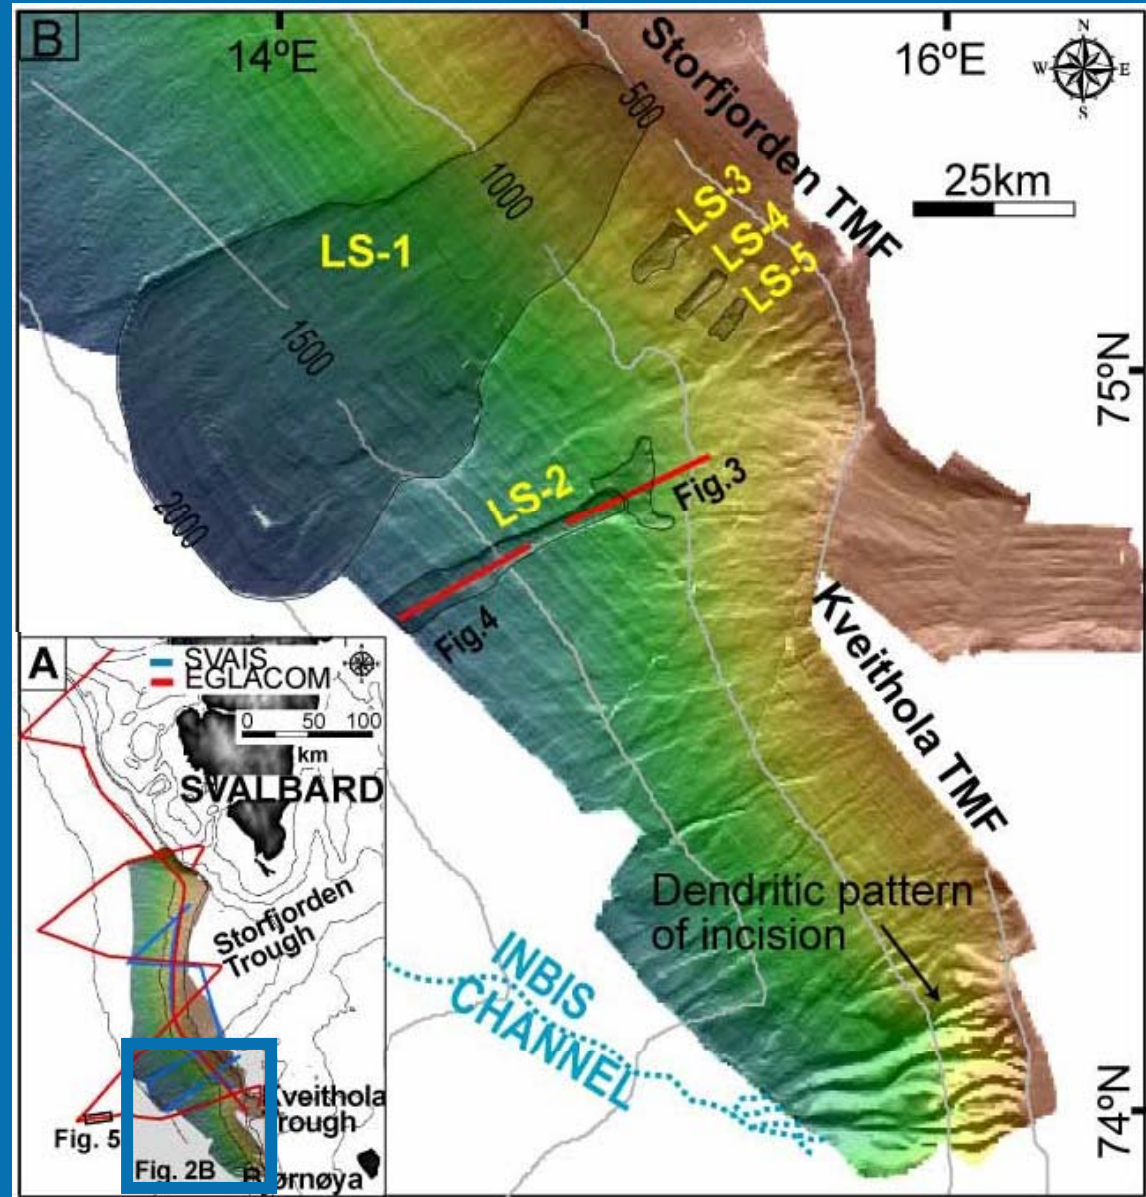 B
14ºE
16ºE
N
W E
S
Storfjorden TMF
25km
500
1000
1500
2000
LS-3
LS-4
LS-5
LS-1
LS-2
75ºN
Fig.3
Fig.4
Kveithola TMF
Dendritic pattern
of incision
INBIS
CHANNEL
74ºN
A
SVAIS
EGLACOM
0 50 100
km
SVALBARD
Storfjorden
Trough
Kveithola
Trough
Fig. 5
Fig. 2B
Bjørnøya